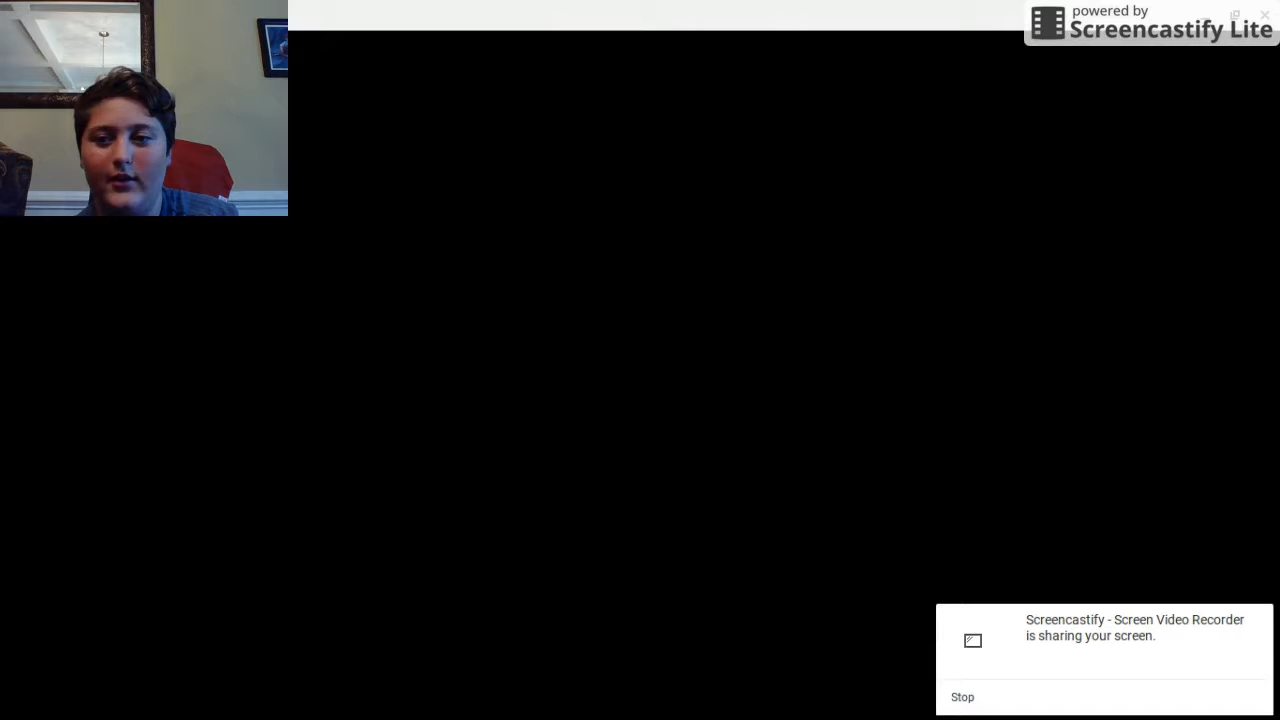 powered by
Screencastify Lite
Screencastify - Screen Video Recorder
is sharing your screen.
Stop